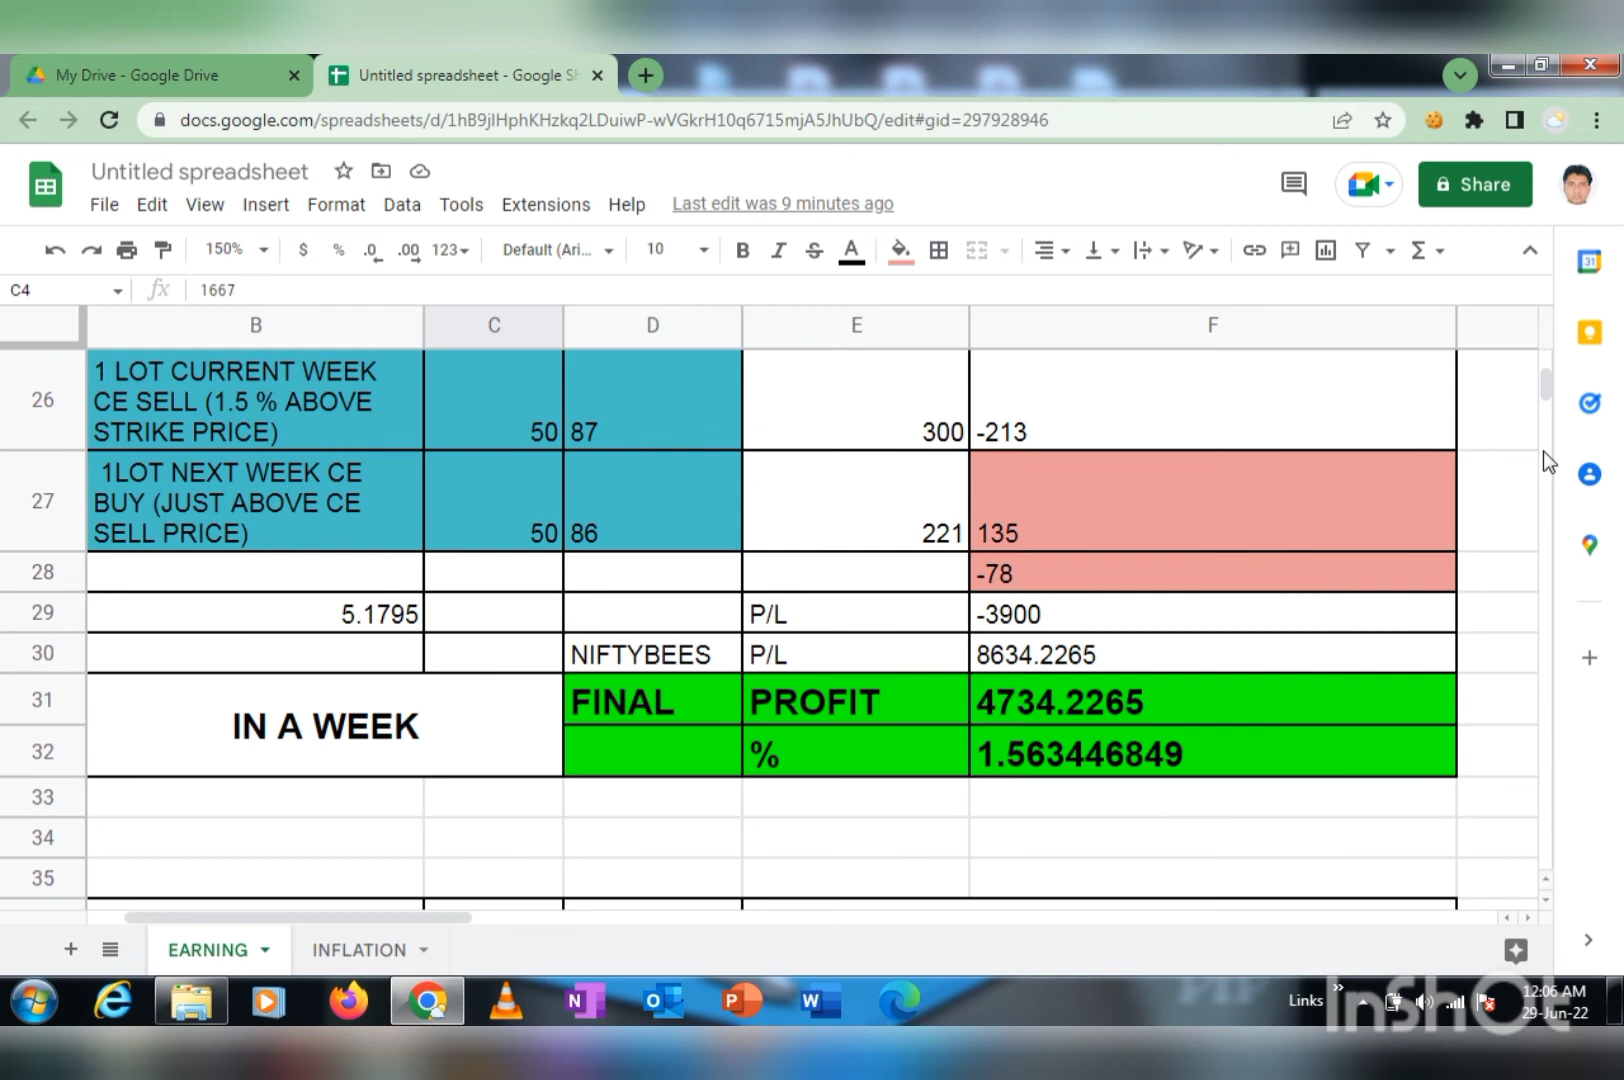 My Drive - Google Drive
Untitled spreadsheet - Google Sh
docs.google.com/spreadsheets/d/1hB9jIHphKHzkq2LDuiwP-wVGkrH10q6715mjA5JhUbQ/edit#gid=297928946
Untitled spreadsheet
Share
File Edit View Insert Format Data Tools Extensions Help Last edit was 9 minutes ago
150% $ % .0 .00 123 Default (Ari... 10 B I S A
C4 fx 1667
B C D E F
26 1 LOT CURRENT WEEK
CE SELL (1.5 % ABOVE
STRIKE PRICE) 50 87 300 -213
27 1LOT NEXT WEEK CE
BUY (JUST ABOVE CE
SELL PRICE) 50 86 221 135
28 -78
29 5.1795 P/L -3900
30 NIFTYBEES P/L 8634.2265
31 FINAL PROFIT 4734.2265
IN A WEEK
32 % 1.563446849
33
34
35
EARNING INFLATION
Links 12:06 AM
29-Jun-22
InShOt